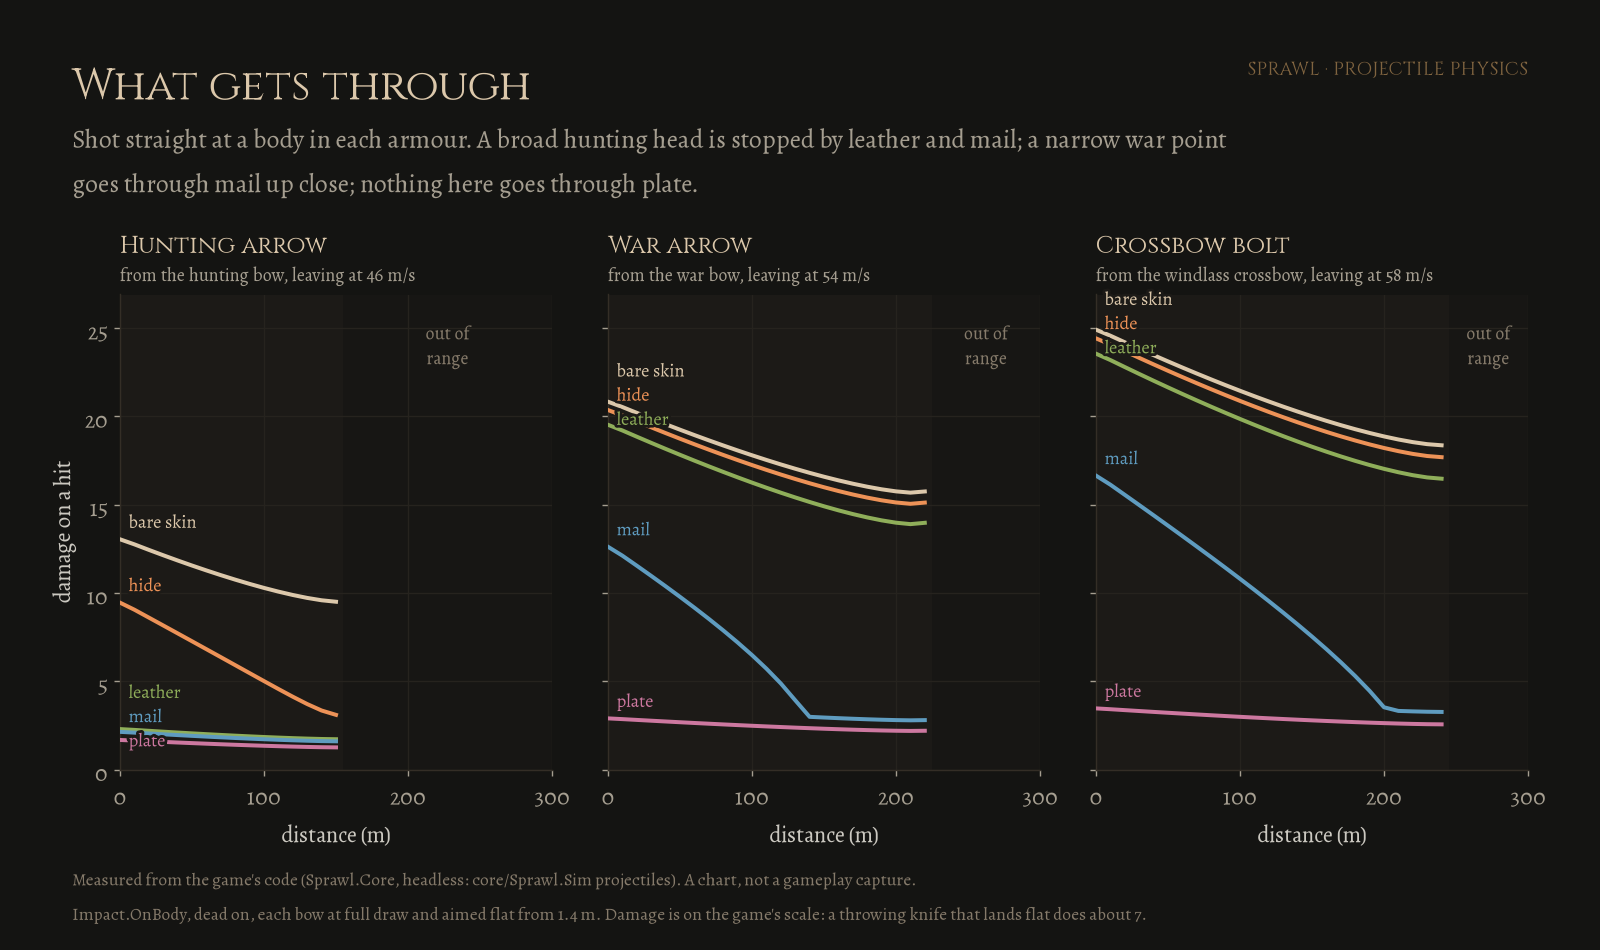 What gets through
SPRAWL · PROJECTILE PHYSICS
Shot straight at a body in each armour. A broad hunting head is stopped by leather and mail; a narrow war point
goes through mail up close; nothing here goes through plate.
Hunting arrow
from the hunting bow, leaving at 46 m/s
War arrow
from the war bow, leaving at 54 m/s
Crossbow bolt
from the windlass crossbow, leaving at 58 m/s
damage on a hit
25
20
15
10
5
0
out of
range
bare skin
hide
leather
mail
plate
0
100
200
300
distance (m)
out of
range
bare skin
hide
leather
mail
plate
0
100
200
300
distance (m)
bare skin
hide
leather
out of
range
mail
plate
0
100
200
300
distance (m)
Measured from the game's code (Sprawl.Core, headless: core/Sprawl.Sim projectiles). A chart, not a gameplay capture.
Impact.OnBody, dead on, each bow at full draw and aimed flat from 1.4 m. Damage is on the game's scale: a throwing knife that lands flat does about 7.